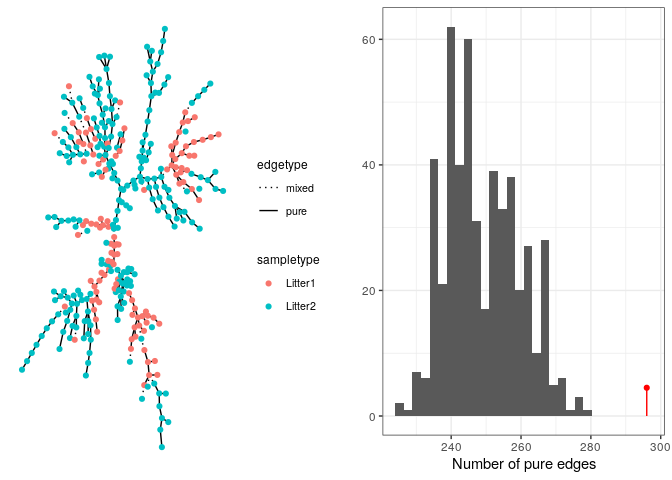 edgetype
mixed
pure
sampletype
Litter1
Litter2
60
40
20
0
240 260 280 300
Number of pure edges